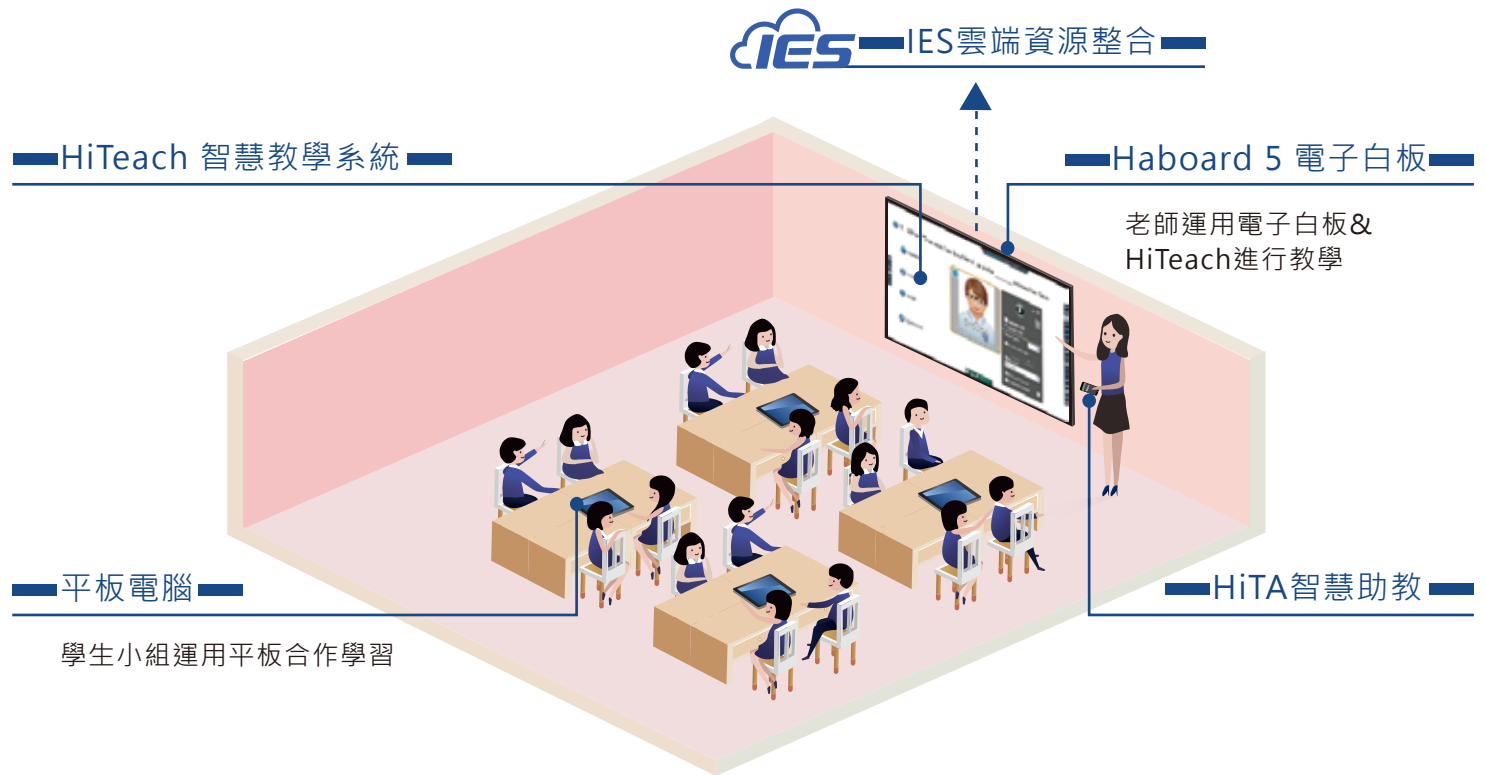 IES
IES雲端資源整合
HiTeach 智慧教學系統
Haboard 5 電子白板
老師運用電子白板&
HiTeach進行教學
平板電腦
學生小組運用平板合作學習
HiTA智慧助教